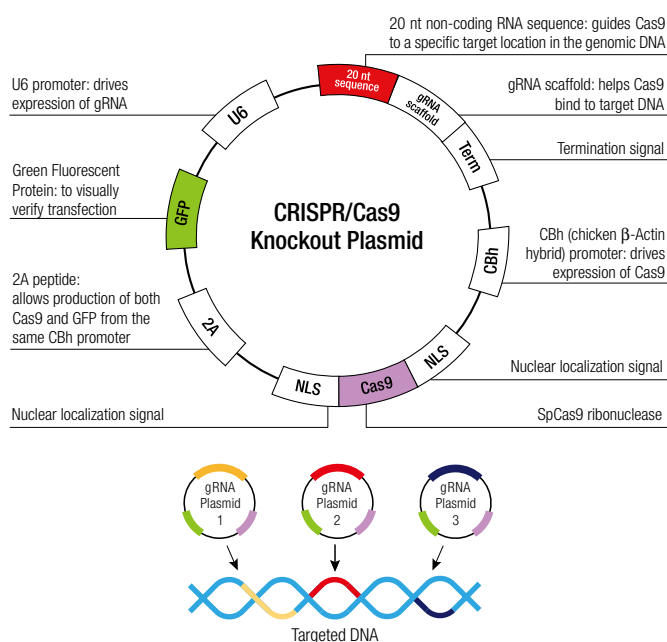 20 nt non-coding RNA sequence: guides Cas9
to a specific target location in the genomic DNA
U6 promoter: drives
expression of gRNA
gRNA scaffold: helps Cas9
bind to target DNA
Termination signal
Green Fluorescent
Protein: to visually
verify transfection
CBh (chicken β-Actin
hybrid) promoter: drives
expression of Cas9
2A peptide:
allows production of both
Cas9 and GFP from the
same CBh promoter
Nuclear localization signal
Nuclear localization signal
SpCas9 ribonuclease
CRISPR/Cas9
Knockout Plasmid
U6
20 nt
sequence
gRNA
scaffold
Term
CBh
NLS
Cas9
NLS
2A
GFP
gRNA
Plasmid
1
gRNA
Plasmid
2
gRNA
Plasmid
3
Targeted DNA